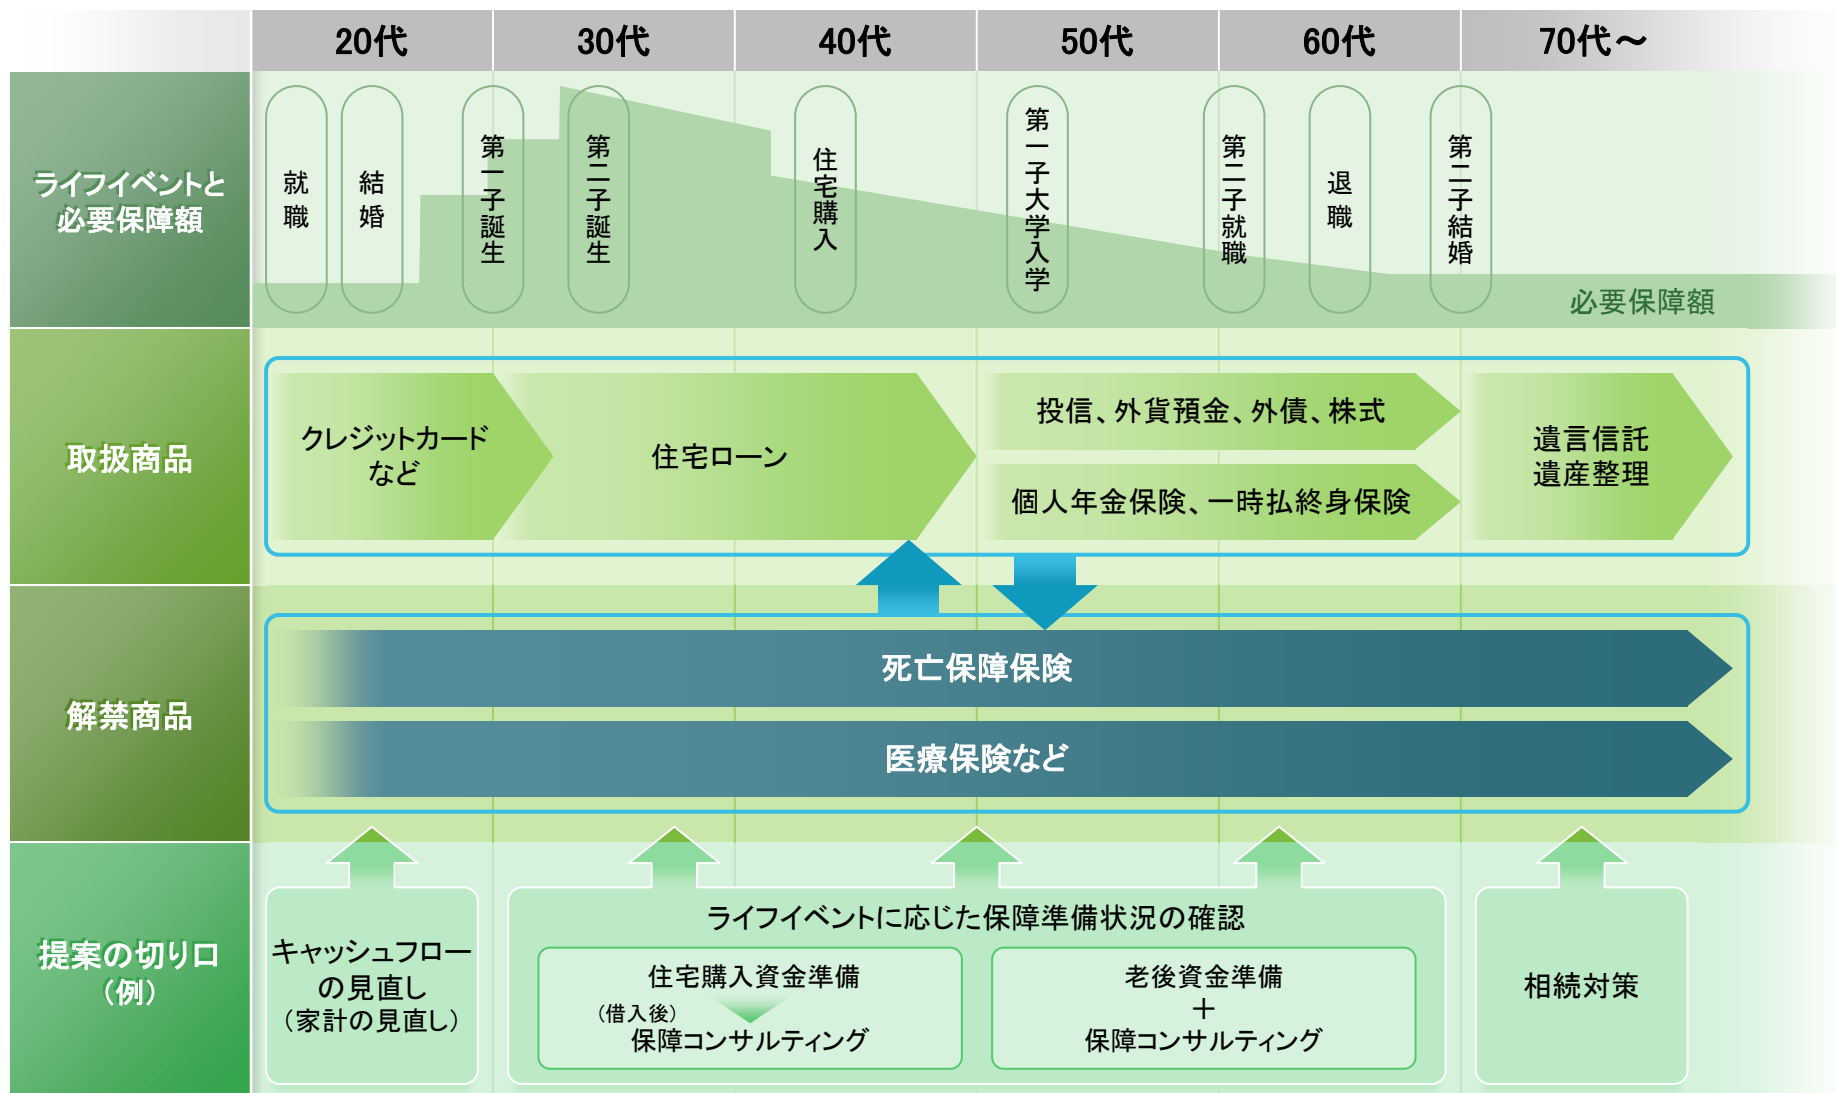 20代
30代
40代
50代
60代
70代～
ライフイベントと
必要保障額
就職
結婚
第一子誕生
第二子誕生
住宅購入
第一子大学入学
第二子就職
退職
第二子結婚
必要保障額
取扱商品
クレジットカード
など
住宅ローン
投信、外貨預金、外債、株式
個人年金保険、一時払終身保険
遺言信託
遺産整理
解禁商品
死亡保障保険
医療保険など
提案の切り口
（例）
キャッシュフロー
の見直し
（家計の見直し）
ライフイベントに応じた保障準備状況の確認
住宅購入資金準備
（借入後）
保障コンサルティング
老後資金準備
＋
保障コンサルティング
相続対策